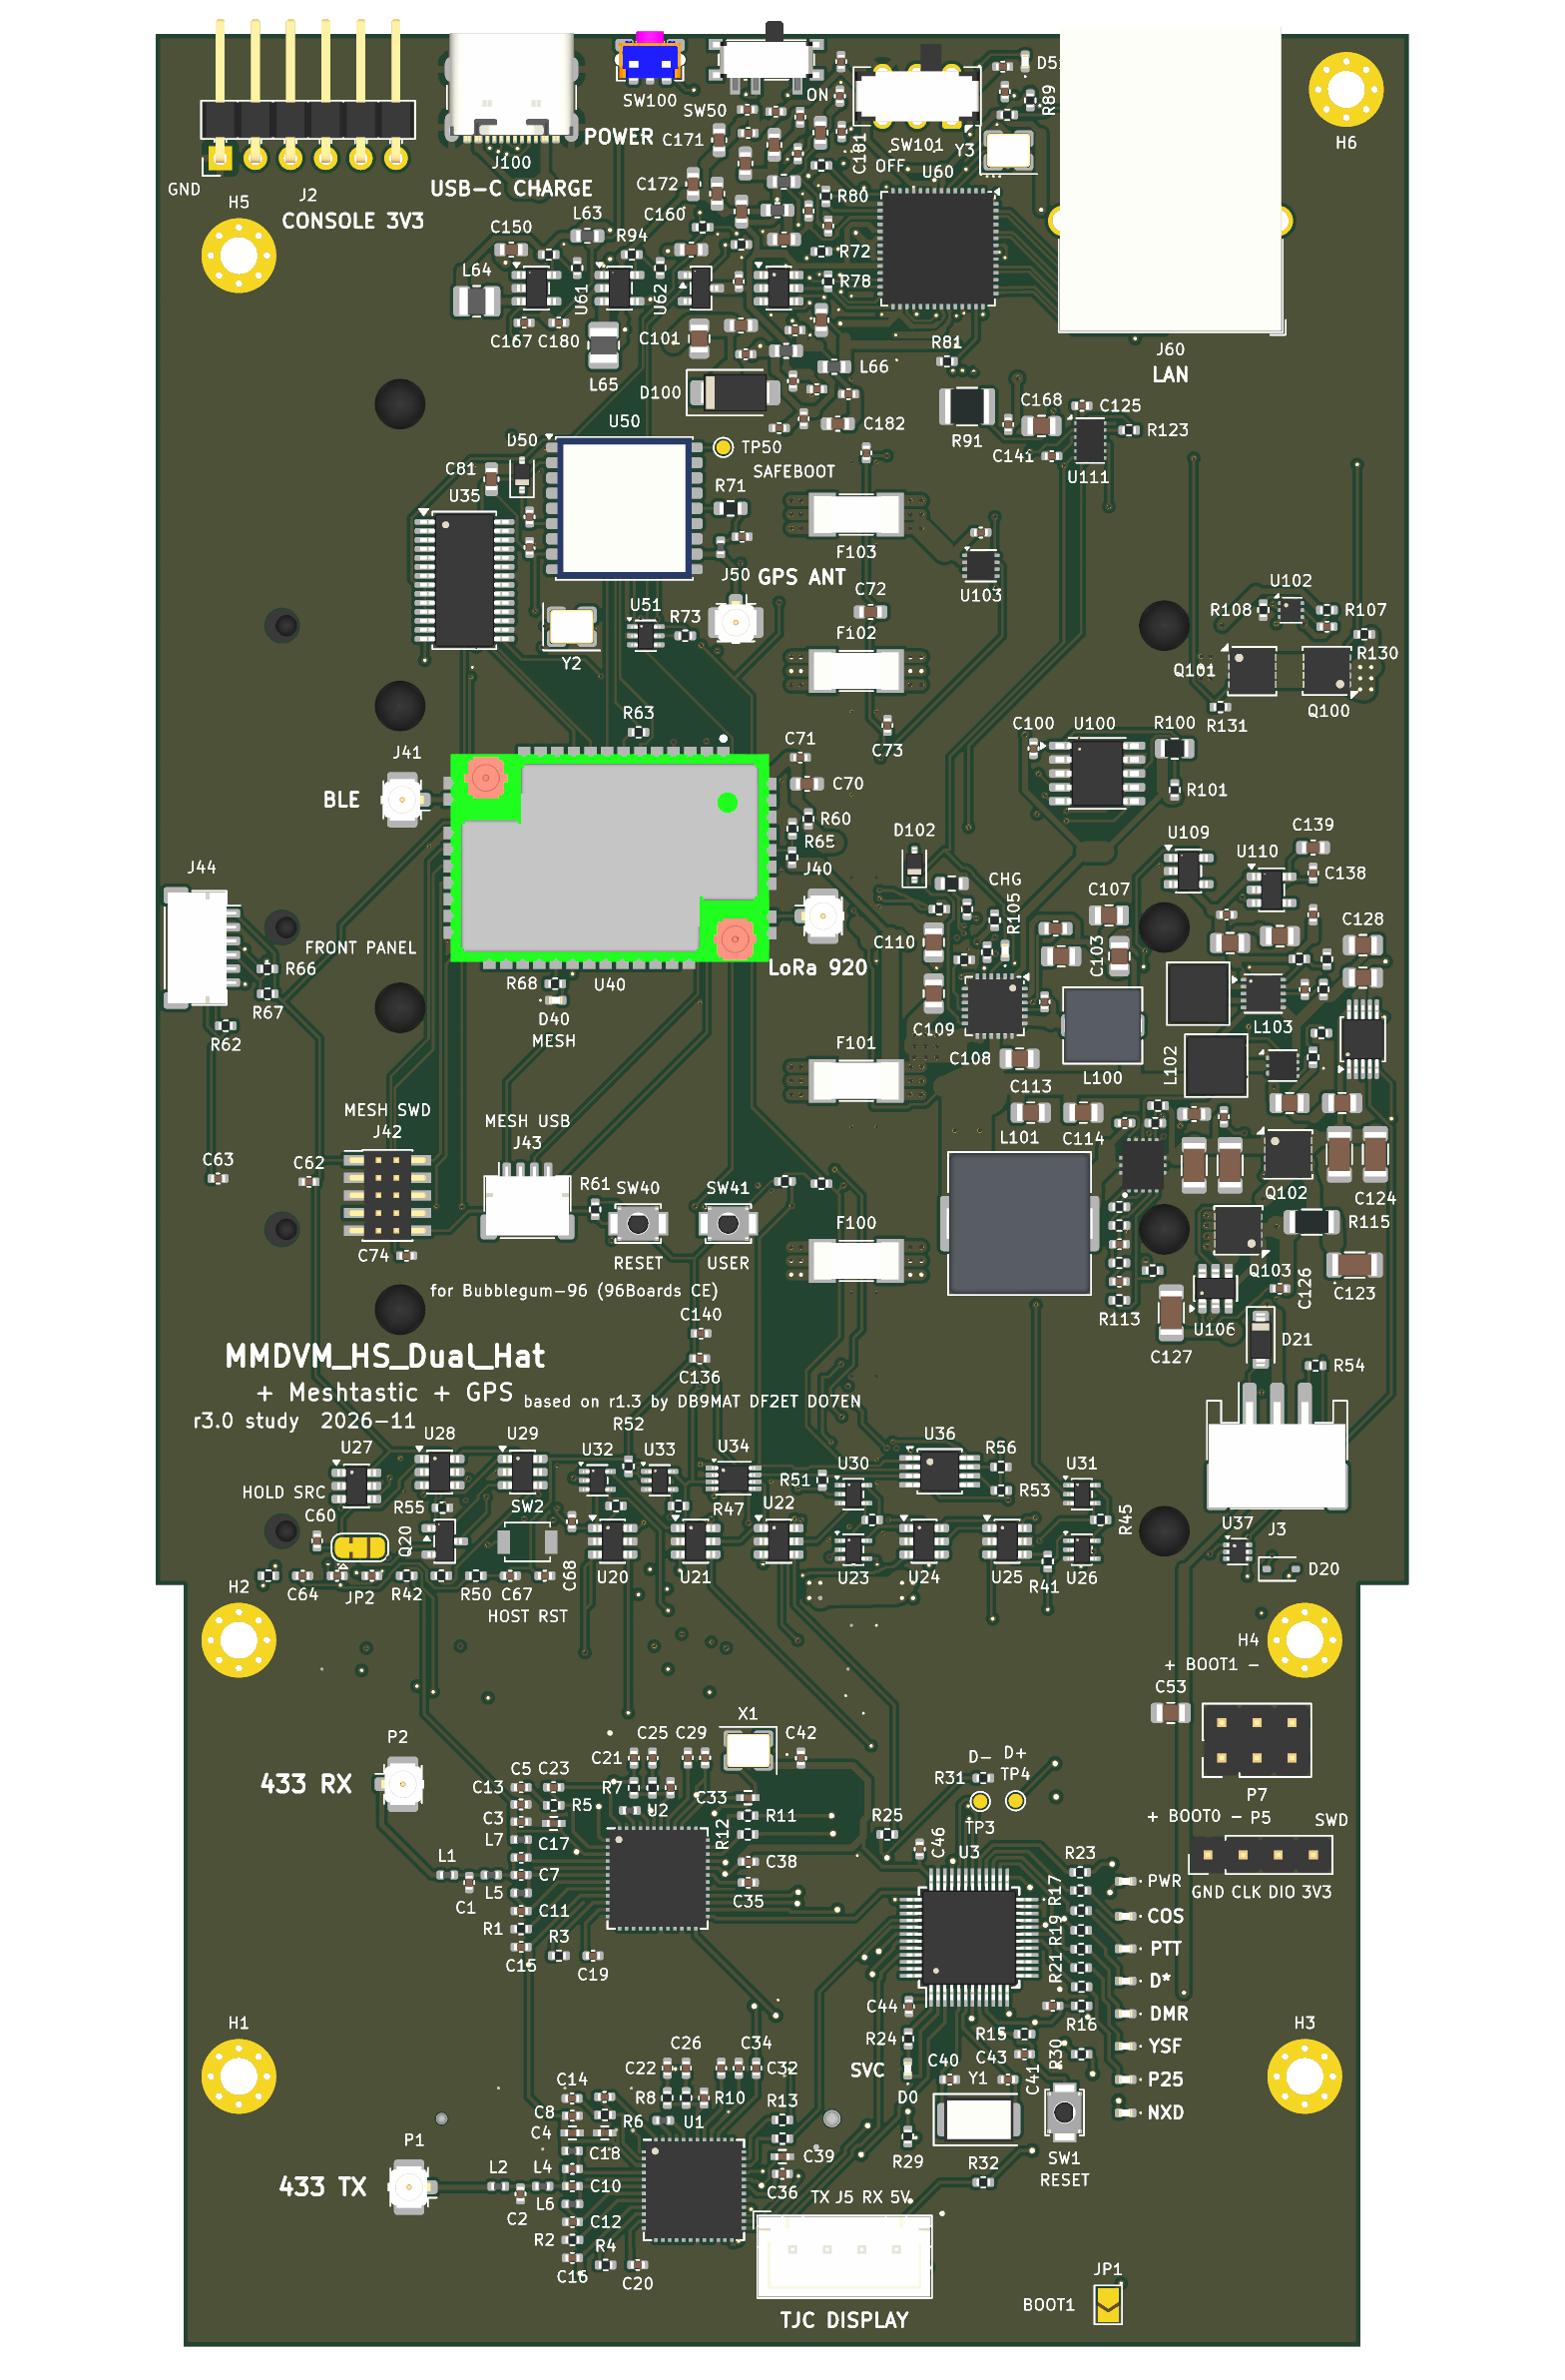 SW100
SW50
ON
D5
R89
POWER
C171
C181
SW101
Y3
H6
OFF
J100
GND
H5
J2
USB-C CHARGE
C172
U60
CONSOLE 3V3
R80
C150
L63
C160
R94
R72
L64
U61
U62
R78
C167
C180
C101
R81
J60
LAN
L65
L66
D100
C168
C125
U50
C182
R91
R123
D50
TP50
C141
U111
C81
SAFEBOOT
U35
R71
F103
J50
GPS ANT
U103
U102
U51
R73
C72
R108
R107
F102
Y2
R130
Q101
Q100
R63
C73
R131
J41
C71
C100
U100
R100
BLE
C70
R101
R60
R65
D102
U109
C139
J44
J40
CHG
U110
C138
R105
C107
C128
FRONT PANEL
C110
C103
R66
LoRa 920
R68
U40
R67
D40
C109
L103
R62
MESH
F101
C108
L100
L102
C113
MESH SWD
J42
MESH USB
J43
L101
C114
C63
C62
R61
SW40
SW41
Q102
C124
F100
R115
C74
RESET
USER
Q103
C126
C123
for Bubblegum-96 (96Boards CE)
R113
U106
C140
D21
MMDVM_HS_Dual_Hat
C127
C136
R54
+ Meshtastic + GPS
based on r1.3 by DB9MAT DF2ET DO7EN
r3.0 study 2026-11
R52
U27
U28
U29
U32
U33
U34
U36
R56
U30
U31
R51
HOLD SRC
R55
SW2
R47
R53
R45
C60
Q20
U22
U37
J3
C68
D20
H2
C64
JP2
R42
R50
C67
U20
U21
U23
U24
U25
R41
U26
HOST RST
H4
+ BOOT1 -
C53
P2
X1
C25
C29
C42
C21
D-
D+
433 RX
C5
C23
R31
TP4
C13
R7
P7
C33
R5
U2
+ BOOT0 -
P5
C3
R11
R25
TP3
SWD
L7
C17
R12
C46
U3
L1
C38
R23
C7
L5
PWR
C1
C35
R17
GND CLK DIO 3V3
C11
COS
R1
R3
R19
PTT
C15
C19
R21
D*
C44
DMR
H1
R16
H3
R24
R15
C26
C34
R30
YSF
C22
C32
SVC
C40
C43
C41
P25
C14
R8
R10
D0
Y1
C8
R13
NXD
R6
U1
C4
P1
C18
C39
R29
SW1
L2
L4
C10
C36
R32
RESET
433 TX
L6
TX J5 RX 5V
C2
C12
R2
R4
C16
C20
JP1
BOOT1
TJC DISPLAY